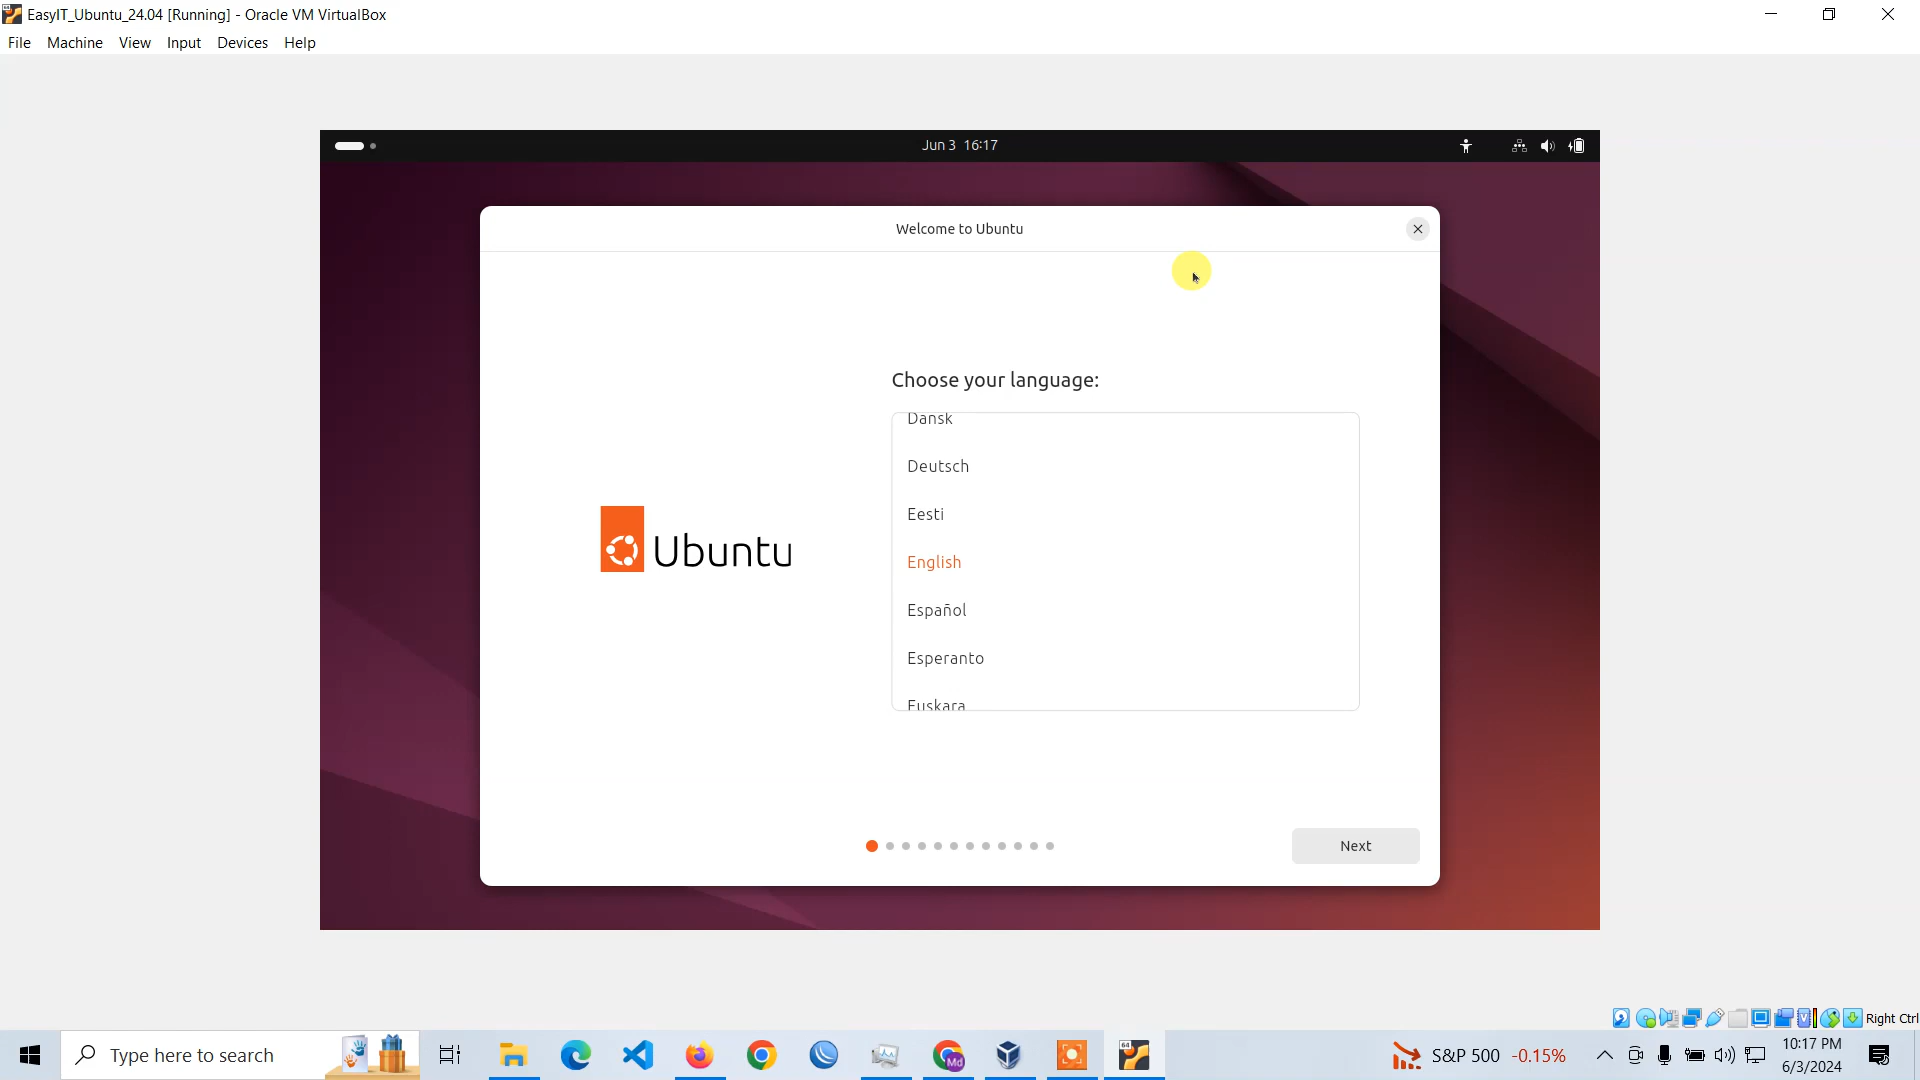 EasyIT_Ubuntu_24.04 [Running] - Oracle VM VirtualBox
File Machine View Input Devices Help
Jun 3 16:17
Welcome to Ubuntu
Choose your language:
Dansk
Deutsch
Eesti
English
Español
Esperanto
Euskara
Ubuntu
Next
Right Ctrl
Type here to search
Md
64
S&P 500 -0.15%
10:17 PM
6/3/2024